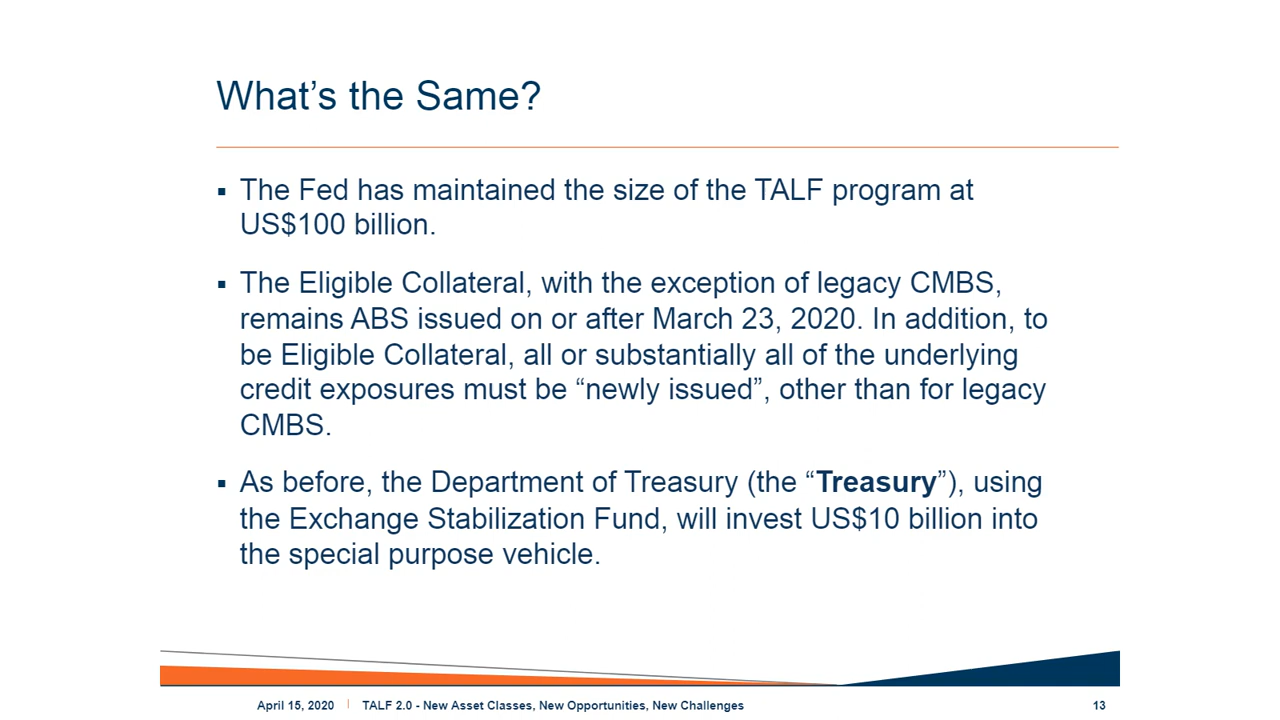 What’s the Same?
▪ The Fed has maintained the size of the TALF program at
US$100 billion.
▪ The Eligible Collateral, with the exception of legacy CMBS,
remains ABS issued on or after March 23, 2020. In addition, to
be Eligible Collateral, all or substantially all of the underlying
credit exposures must be “newly issued”, other than for legacy
CMBS.
▪ As before, the Department of Treasury (the “Treasury”), using
the Exchange Stabilization Fund, will invest US$10 billion into
the special purpose vehicle.
April 15, 2020 | TALF 2.0 - New Asset Classes, New Opportunities, New Challenges 13